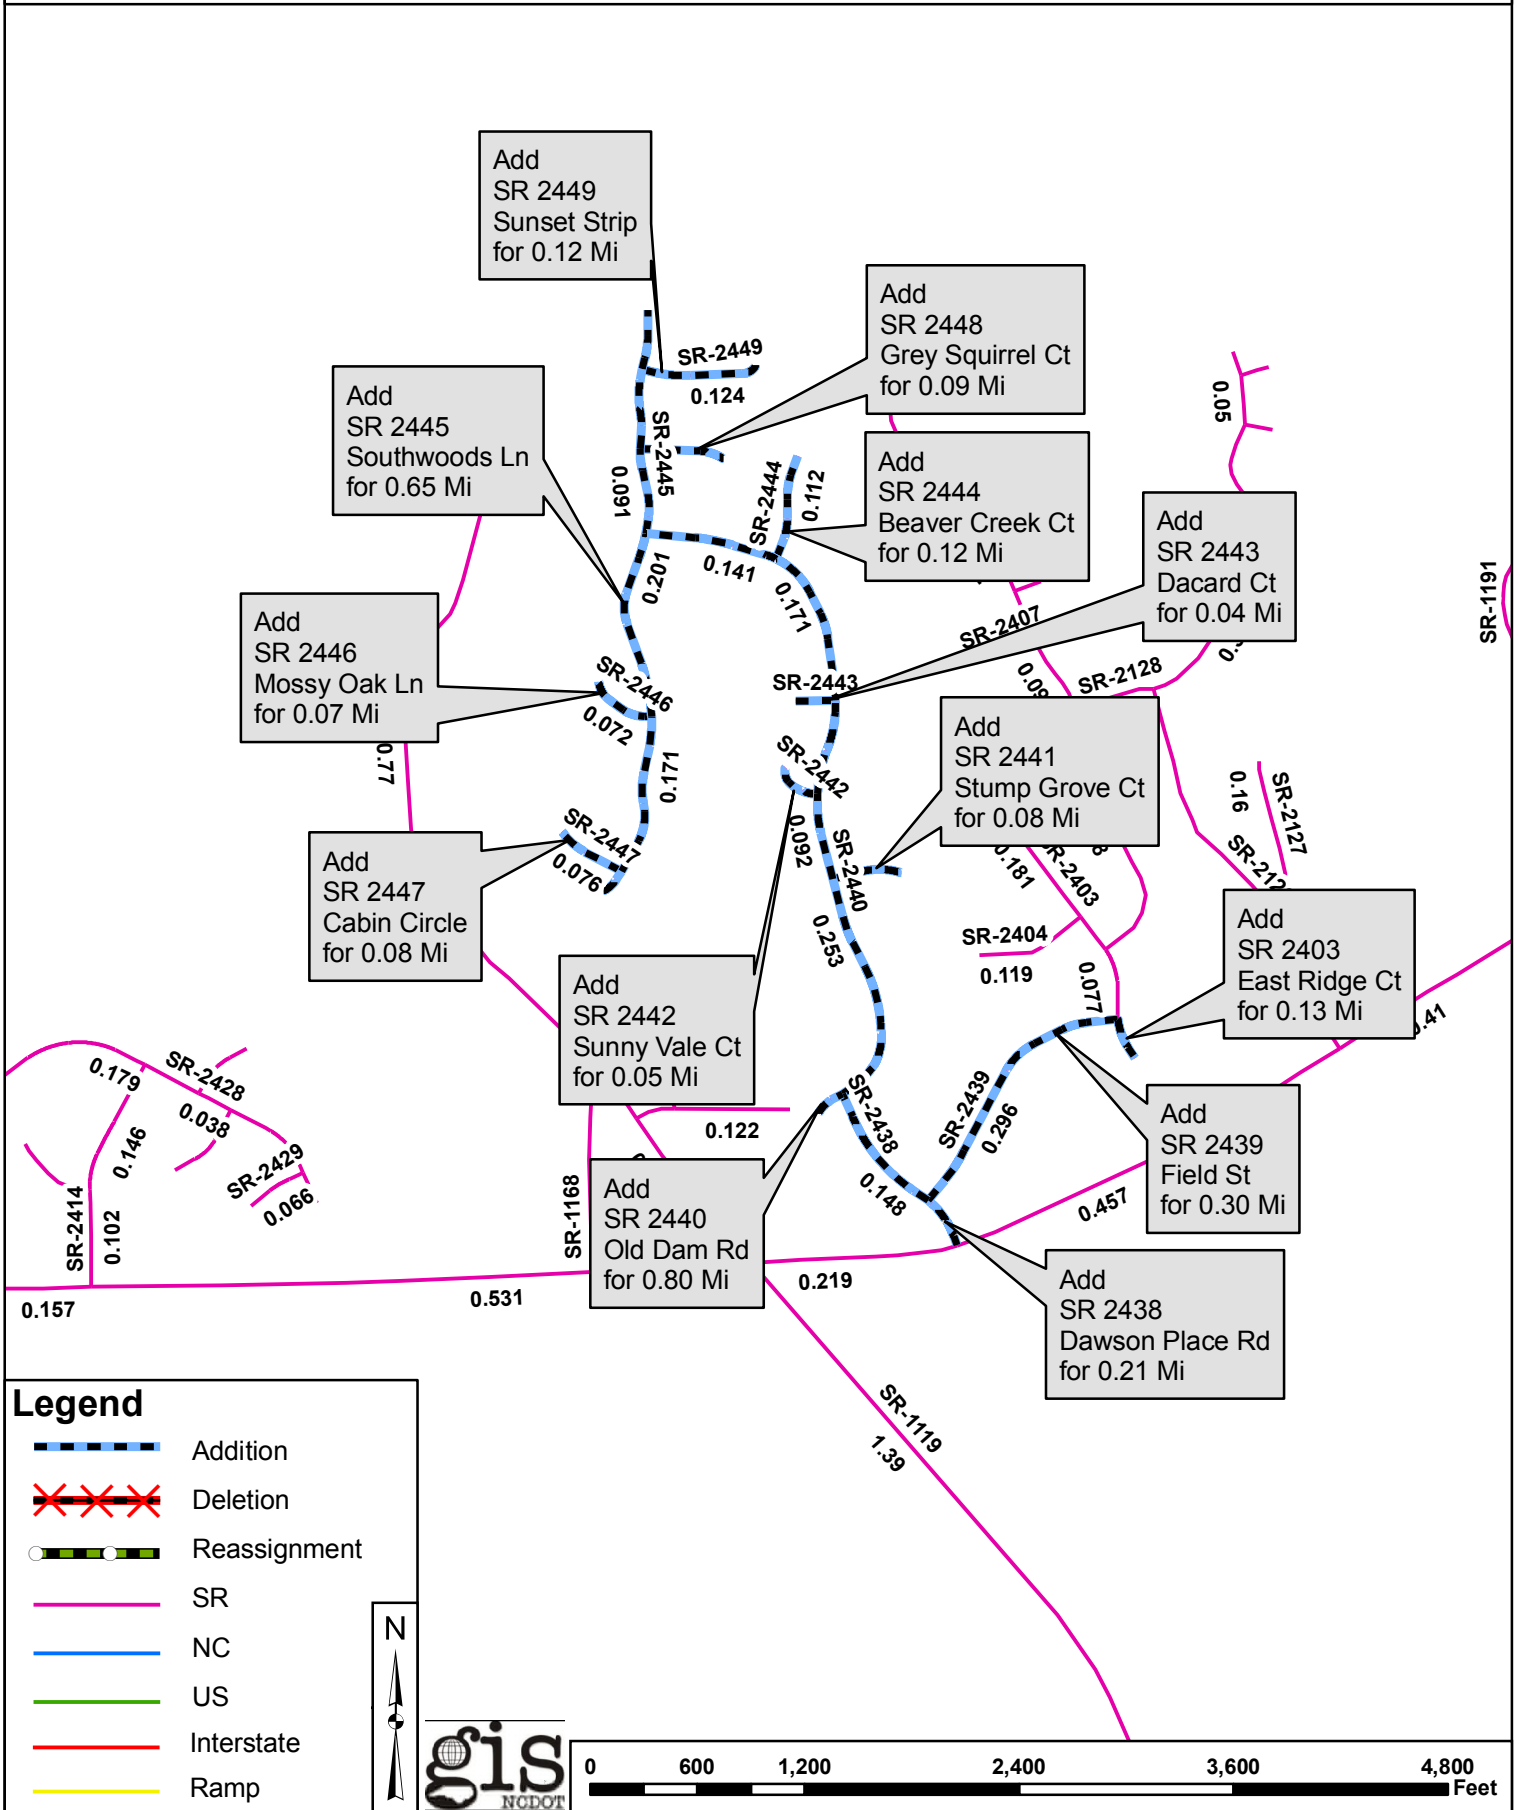 Add
SR 2449
Sunset Strip
for 0.12 Mi
Add
SR 2448
Grey Squirrel Ct
for 0.09 Mi
SR-2449
0.124
Add
SR 2445
Southwoods Ln
for 0.65 Mi
SR-2445
0.091
0.05
Add
SR 2444
Beaver Creek Ct
for 0.12 Mi
SR-2444
0.112
Add
SR 2443
Dacard Ct
for 0.04 Mi
0.201
0.141
0.171
SR-1191
Add
SR 2446
Mossy Oak Ln
for 0.07 Mi
SR-2407
SR-2446
0.072
SR-2443
SR-2128
0.09
Add
SR 2441
Stump Grove Ct
for 0.08 Mi
0.77
0.171
SR-2442
0.16
SR-2127
SR-2447
0.076
0.092
SR-2440
0.181
SR-2403
SR-212
Add
SR 2447
Cabin Circle
for 0.08 Mi
0.253
SR-2404
0.119
0.077
Add
SR 2403
East Ridge Ct
for 0.13 Mi
.41
Add
SR 2442
Sunny Vale Ct
for 0.05 Mi
0.179
SR-2428
0.038
0.146
SR-2429
0.066
SR-2414
0.102
0.122
SR-2438
0.148
SR-2439
0.296
Add
SR 2439
Field St
for 0.30 Mi
SR-1168
Add
SR 2440
Old Dam Rd
for 0.80 Mi
0.457
0.157
0.531
0.219
Add
SR 2438
Dawson Place Rd
for 0.21 Mi
SR-1119
1.39
Legend
Addition
Deletion
Reassignment
SR
NC
US
Interstate
Ramp
N
gis
NCDOT
0 600 1,200 2,400 3,600 4,800
Feet